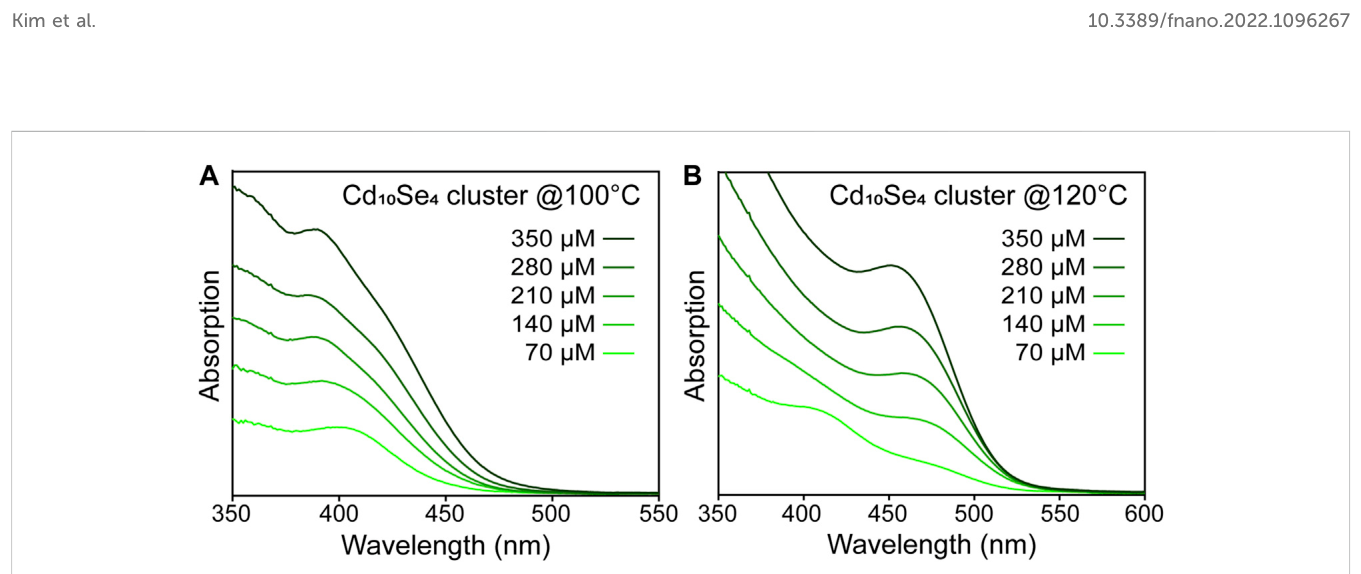 Kim et al.
10.3389/fnano.2022.1096267
A
Cd₁₀Se₄ cluster @100°C
350 µM
280 µM
210 µM
140 µM
70 µM
Absorption
350 400 450 500 550
Wavelength (nm)
B
Cd₁₀Se₄ cluster @120°C
350 µM
280 µM
210 µM
140 µM
70 µM
Absorption
350 400 450 500 550 600
Wavelength (nm)